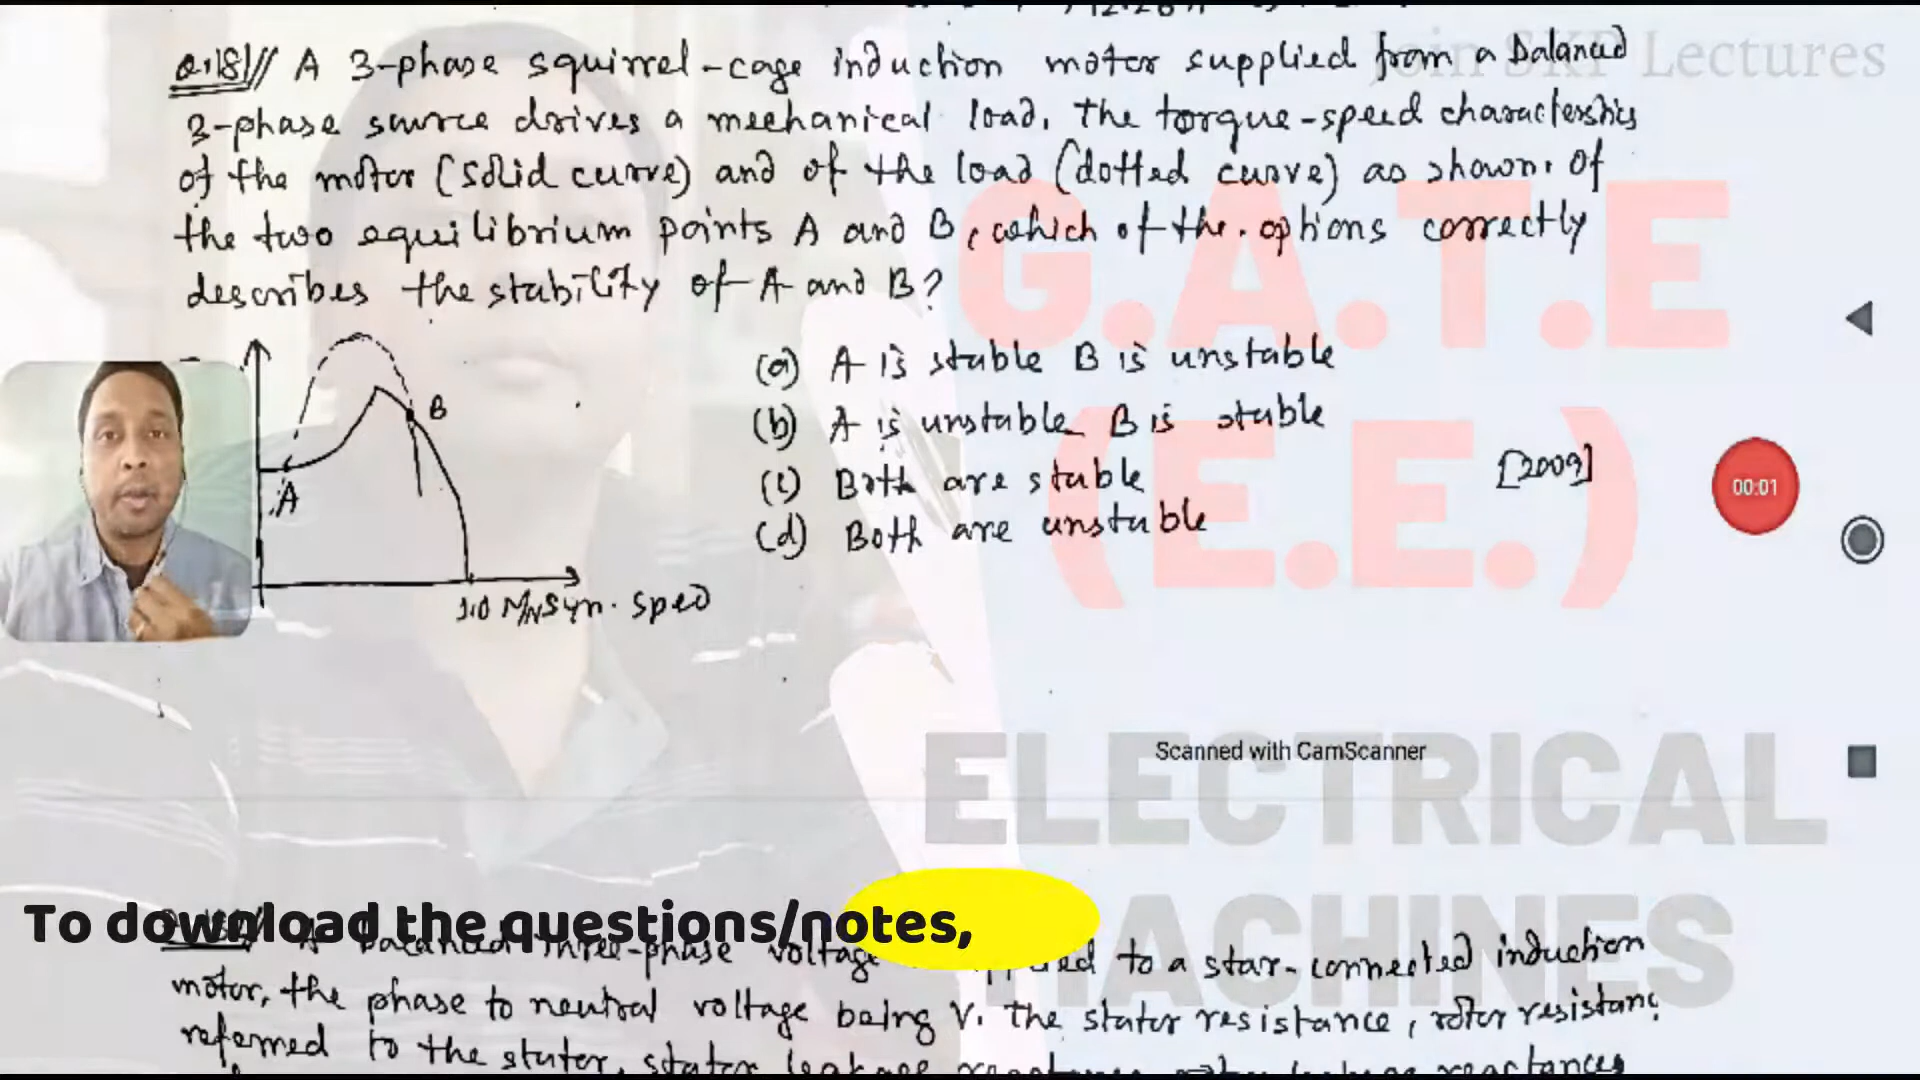 Join SKP Lectures
Q.18// A 3-phase squirrel-cage induction motor supplied from a balanced
3-phase source drives a mechanical load. The torque-speed characteristics
of the motor (solid curve) and of the load (dotted curve) as shown. Of
the two equilibrium points A and B, which of the options correctly
describes the stability of A and B?
(a) A is stable B is unstable
(b) A is unstable B is stable
(c) Both are stable
(d) Both are unstable
[2009]
B
A
1.0 Syn. sped
00:01
G.A.T.E
(E.E.)
ELECTRICAL
MACHINES
Scanned with CamScanner
To download the questions/notes,
A balanced three-phase voltage to a star-connected induction
motor, the phase to neutral voltage being V. The stator resistance, rotor
referred to the stator, stator leakage